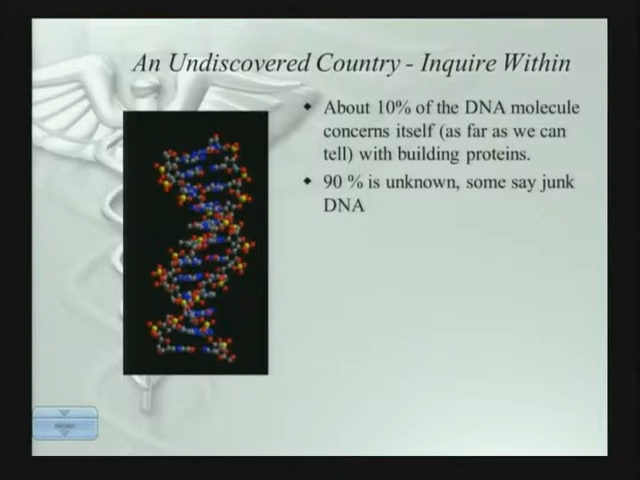 An Undiscovered Country - Inquire Within
About 10% of the DNA molecule
concerns itself (as far as we can
tell) with building proteins.
90 % is unknown, some say junk
DNA